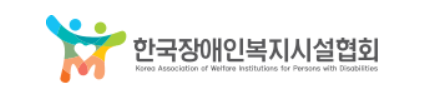 한국장애인복지시설협회
Korea Association of Welfare Institutions for Persons with Disabilities